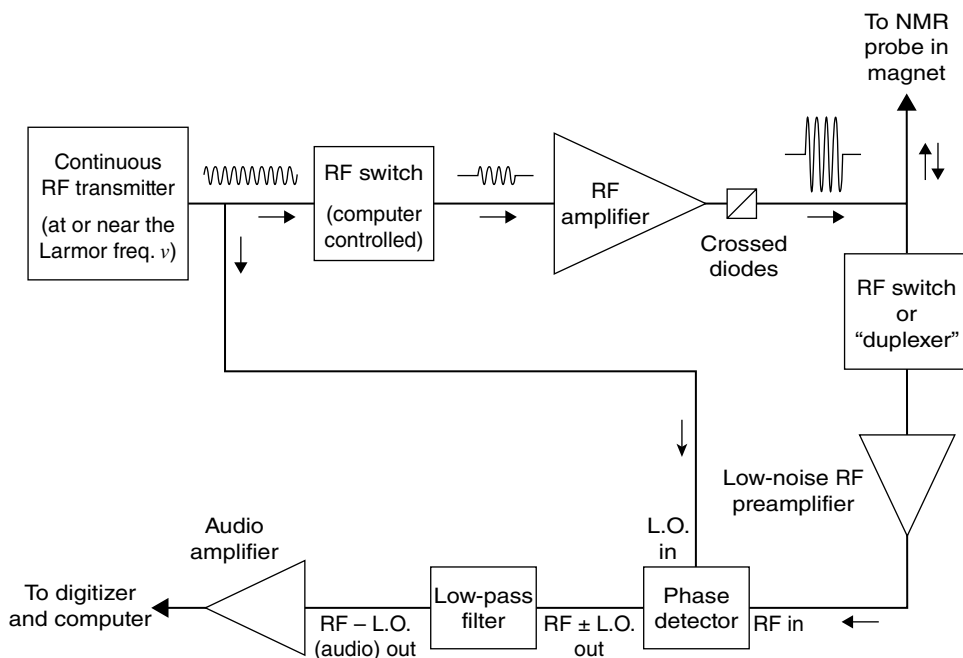 To NMR
probe in
magnet
Continuous
RF transmitter
(at or near the
Larmor freq. ν)
RF switch
(computer
controlled)
RF
amplifier
Crossed
diodes
RF switch
or
“duplexer”
Low-noise RF
preamplifier
Audio
amplifier
L.O.
in
To digitizer
and computer
Low-pass
filter
Phase
detector
RF – L.O.
(audio) out
RF ± L.O.
out
RF in